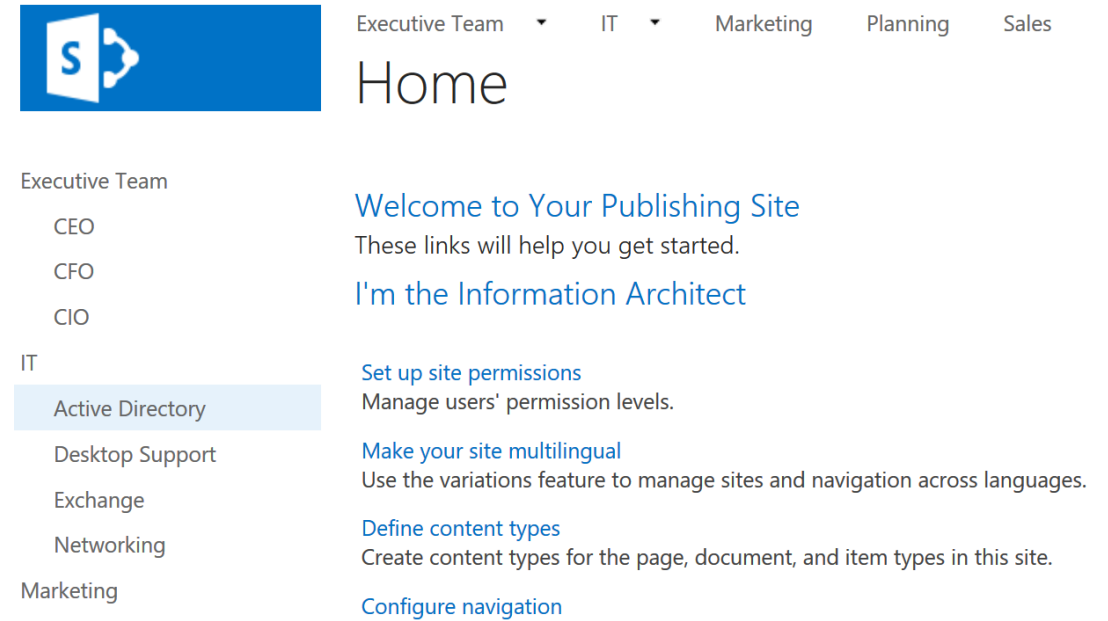 S
Executive Team IT Marketing Planning Sales
Home
Executive Team
CEO
CFO
CIO
IT
Active Directory
Desktop Support
Exchange
Networking
Marketing
Welcome to Your Publishing Site
These links will help you get started.
I'm the Information Architect
Set up site permissions
Manage users' permission levels.
Make your site multilingual
Use the variations feature to manage sites and navigation across languages.
Define content types
Create content types for the page, document, and item types in this site.
Configure navigation